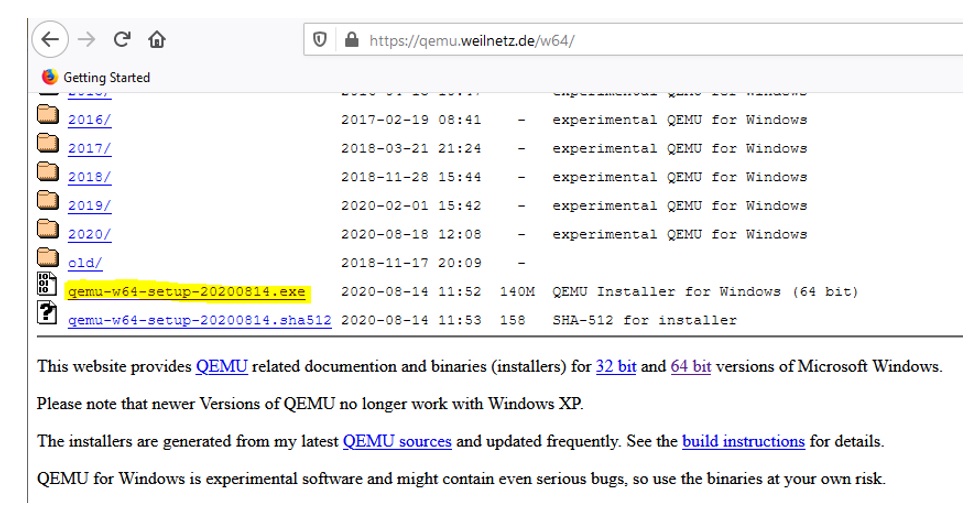 https://qemu.weilnetz.de/w64/
Getting Started
2016/ 2017-02-19 08:41 - experimental QEMU for Windows
2017/ 2018-03-21 21:24 - experimental QEMU for Windows
2018/ 2018-11-28 15:44 - experimental QEMU for Windows
2019/ 2020-02-01 15:42 - experimental QEMU for Windows
2020/ 2020-08-18 12:08 - experimental QEMU for Windows
old/ 2018-11-17 20:09 -
qemu-w64-setup-20200814.exe 2020-08-14 11:52 140M QEMU Installer for Windows (64 bit)
qemu-w64-setup-20200814.sha512 2020-08-14 11:53 158 SHA-512 for installer
This website provides QEMU related documention and binaries (installers) for 32 bit and 64 bit versions of Microsoft Windows.
Please note that newer Versions of QEMU no longer work with Windows XP.
The installers are generated from my latest QEMU sources and updated frequently. See the build instructions for details.
QEMU for Windows is experimental software and might contain even serious bugs, so use the binaries at your own risk.